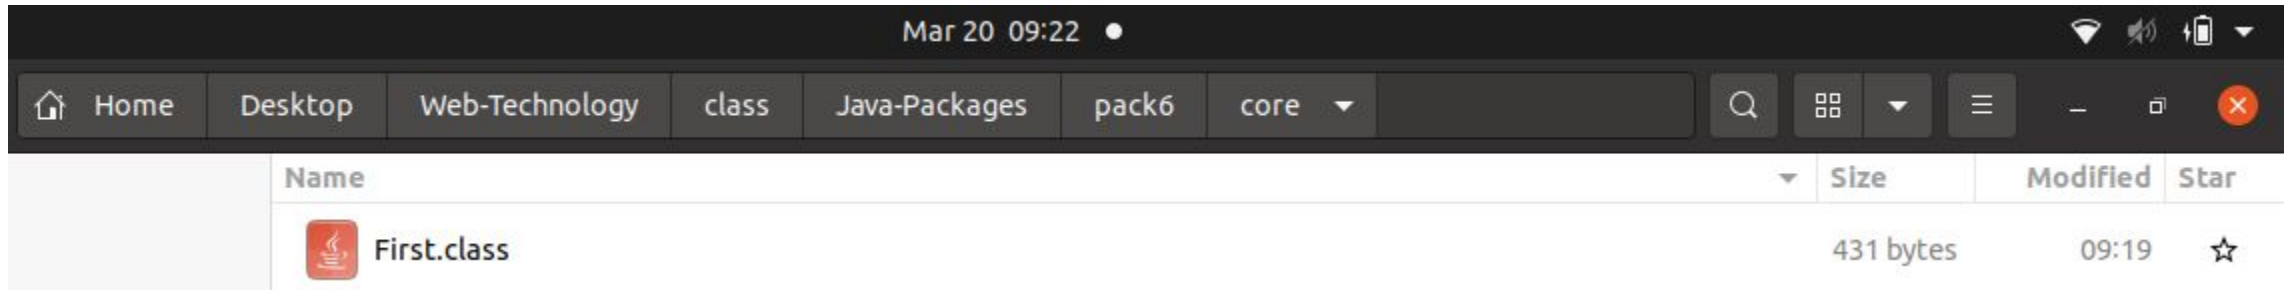 Mar 20 09:22
Home Desktop Web-Technology class Java-Packages pack6 core
Name Size Modified Star
First.class 431 bytes 09:19